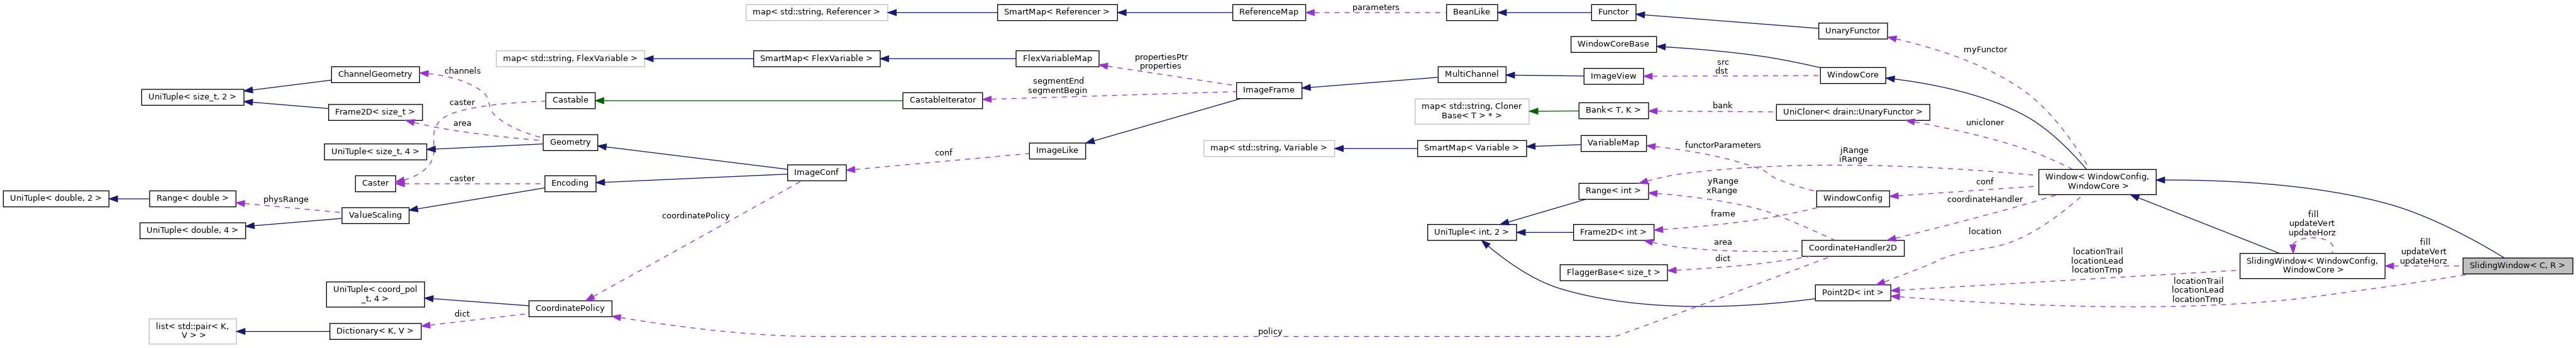 map< std::string, Referencer >
SmartMap< Referencer >
ReferenceMap
parameters
BeanLike
Functor
UnaryFunctor
myFunctor
WindowCoreBase
map< std::string, FlexVariable >
SmartMap< FlexVariable >
FlexVariableMap
propertiesPtr
properties
ChannelGeometry
channels
MultiChannel
ImageView
src
dst
WindowCore
segmentEnd
segmentBegin
ImageFrame
UniTuple< size_t, 2 >
Castable
CastableIterator
caster
Frame2D< size_t >
area
map< std::string, Cloner
Base< T > * >
Bank< T, K >
bank
UniCloner< drain::UnaryFunctor >
unicloner
Geometry
UniTuple< size_t, 4 >
ImageLike
conf
map< std::string, Variable >
SmartMap< Variable >
VariableMap
functorParameters
jRange
iRange
ImageConf
Caster
caster
Encoding
Window< WindowConfig,
WindowCore >
conf
yRange
xRange
Range< int >
WindowConfig
coordinateHandler
UniTuple< double, 2 >
Range< double >
physRange
ValueScaling
coordinatePolicy
frame
location
UniTuple< double, 4 >
UniTuple< int, 2 >
Frame2D< int >
area
CoordinateHandler2D
fill
updateVert
updateHorz
dict
FlaggerBase< size_t >
locationTrail
locationLead
locationTmp
SlidingWindow< WindowConfig,
WindowCore >
fill
updateVert
updateHorz
SlidingWindow< C, R >
UniTuple< coord_pol
_t, 4 >
CoordinatePolicy
Point2D< int >
locationTrail
locationLead
locationTmp
list< std::pair< K,
V > >
Dictionary< K, V >
dict
policy